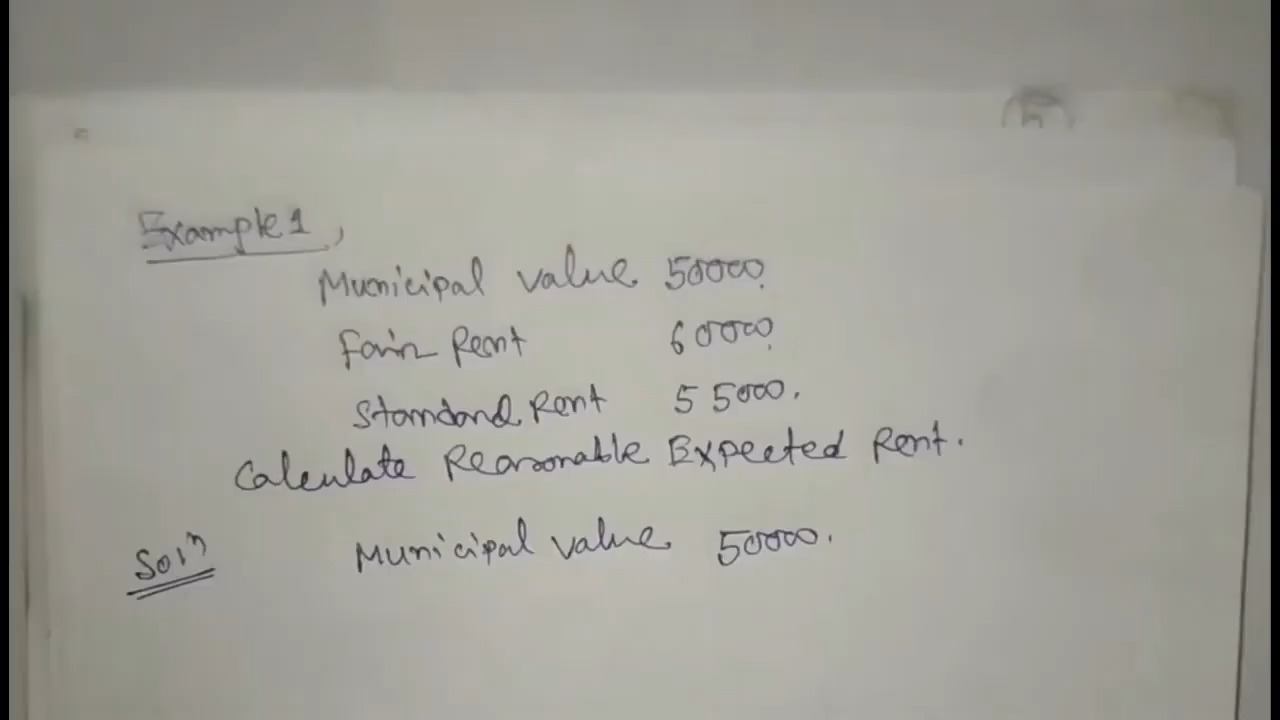 Example 1,
Municipal value 50000.
Fair Rent 60000.
Standard Rent 55000.
Calculate Reasonable Expected Rent.
Soln Municipal value 50000.